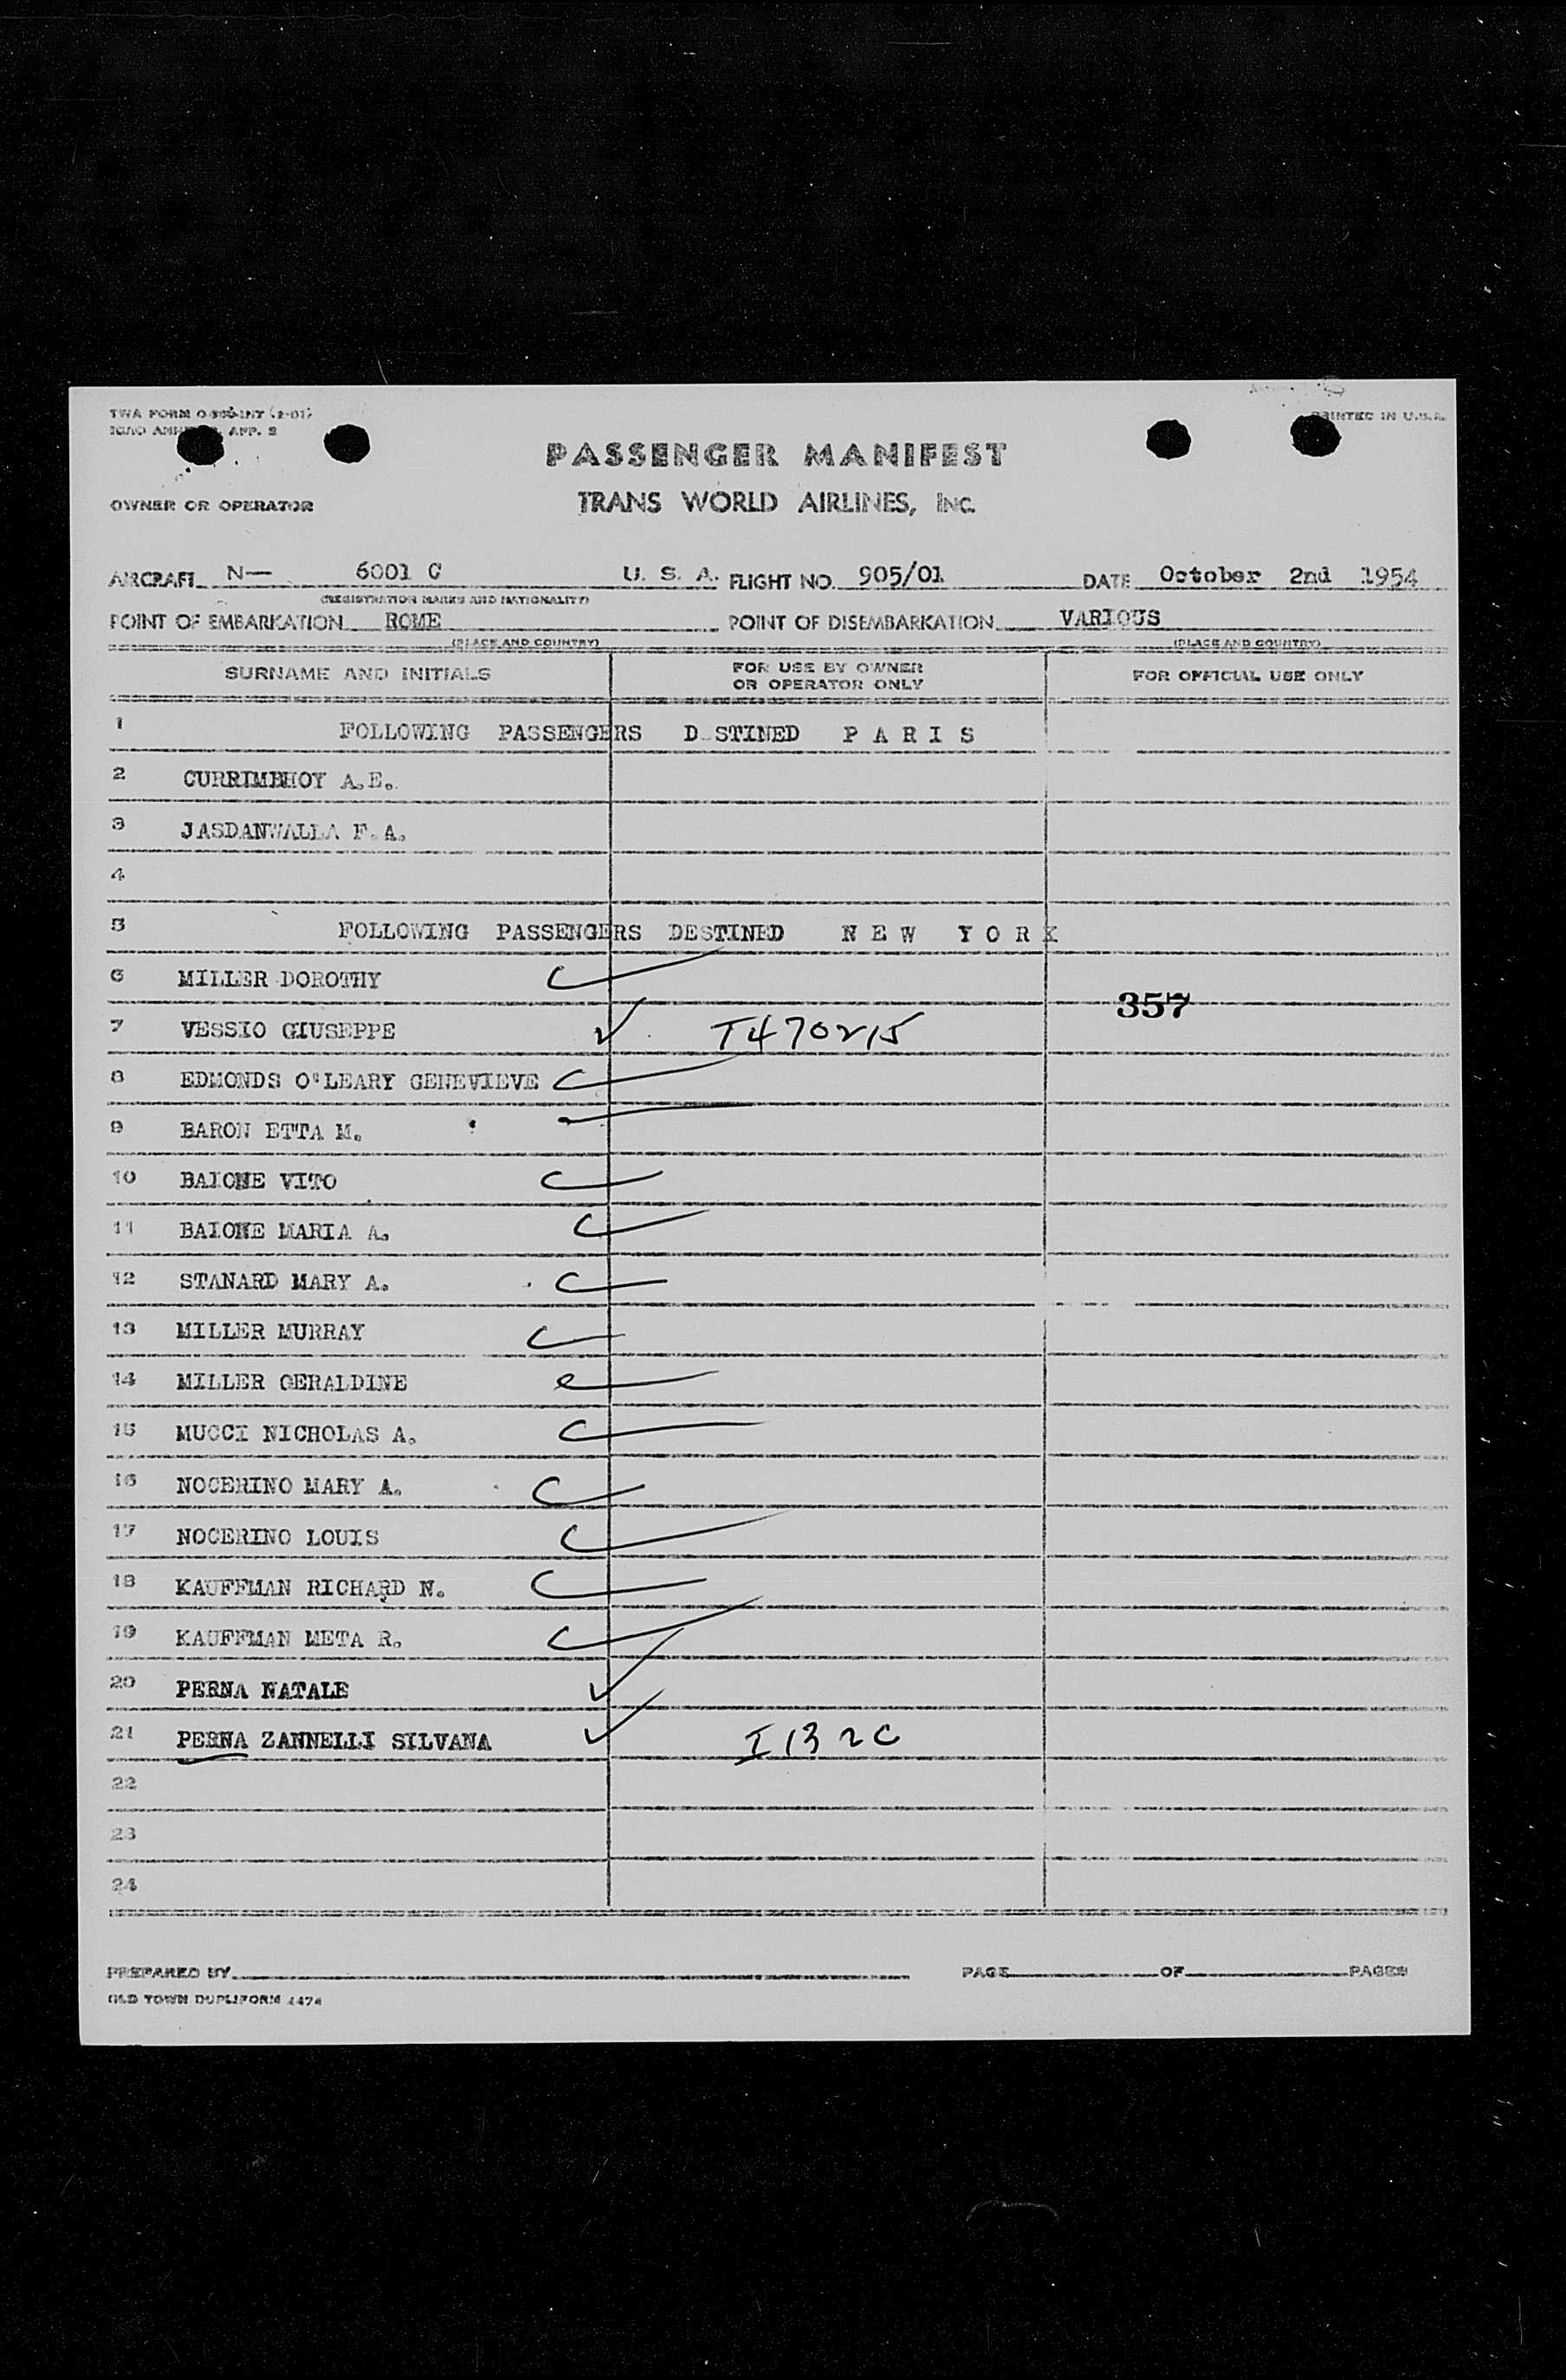 TWA FORM
ICAO ANNEX APP. 2
PRINTED IN U.S.A.
PASSENGER MANIFEST
OWNER OR OPERATOR
TRANS WORLD AIRLINES, INC.
AIRCRAFT N— 6001 C U. S. A. FLIGHT NO. 905/01 DATE October 2nd 1954
(REGISTRATION MARKS AND NATIONALITY)
POINT OF EMBARKATION ROME POINT OF DISEMBARKATION VARIOUS
(PLACE AND COUNTRY) (PLACE AND COUNTRY)
SURNAME AND INITIALS
FOR USE BY OWNER
OR OPERATOR ONLY
FOR OFFICIAL USE ONLY
1 FOLLOWING PASSENGERS D STINED P A R I S
2 CURRIMBHOY A.E.
3 JASDANWALLA F.A.
4
5 FOLLOWING PASSENGERS DESTINED N E W Y O R K
6 MILLER DOROTHY
357
7 VESSIO GIUSEPPE T470215
8 EDMONDS O'LEARY GENEVIEVE
9 BARON ETTA M.
10 BAIONE VITO
11 BAIONE MARIA A.
12 STANARD MARY A.
13 MILLER MURRAY
14 MILLER GERALDINE
15 MUCCI NICHOLAS A.
16 NOCERINO MARY A.
17 NOCERINO LOUIS
18 KAUFFMAN RICHARD N.
19 KAUFFMAN META R.
20 PERNA NATALE
21 PERNA ZANNELLI SILVANA I 132C
22
23
24
PREPARED BY PAGE OF PAGES
OLD TOWN DUPLIFORM 4474